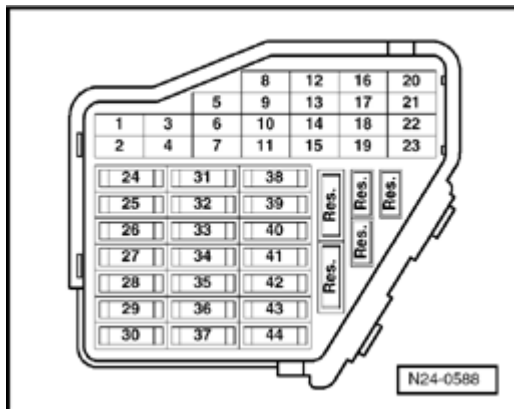 8 12 16 20
5 9 13 17 21
1 3 6 10 14 18 22
2 4 7 11 15 19 23
24 31 38
25 32 39
26 33 40
27 34 41
28 35 42
29 36 43
30 37 44
Res.
Res.
Res.
Res.
Res.
N24-0588